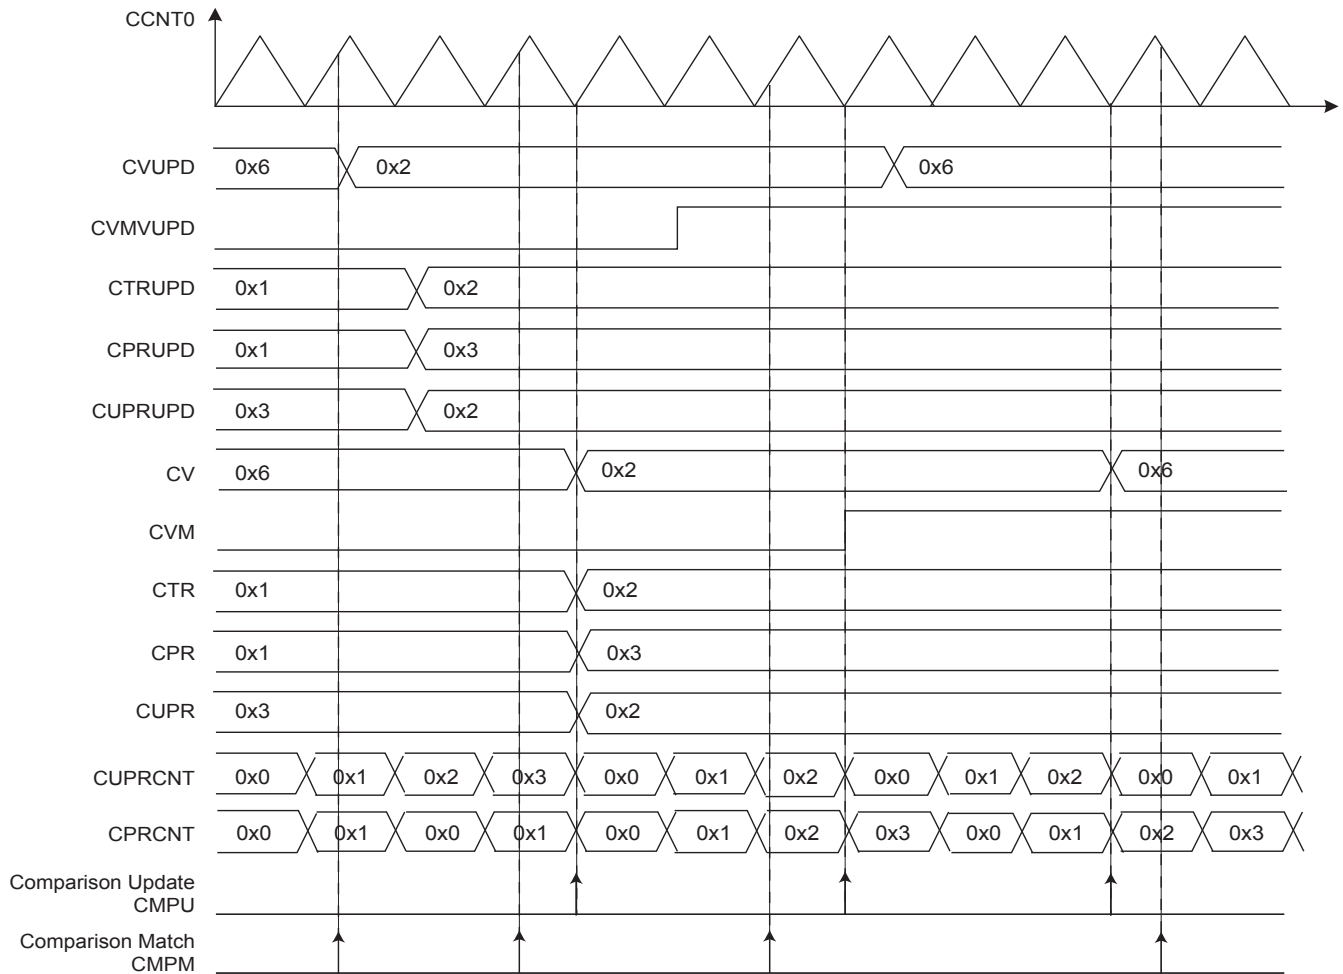 CCNT0
CVUPD 0x6 0x2 0x6
CVMVUPD
CTRUPD 0x1 0x2
CPRUPD 0x1 0x3
CUPRUPD 0x3 0x2
CV 0x6 0x2 0x6
CVM
CTR 0x1 0x2
CPR 0x1 0x3
CUPR 0x3 0x2
CUPRCNT 0x0 0x1 0x2 0x3 0x0 0x1 0x2 0x0 0x1 0x2 0x0 0x1
CPRCNT 0x0 0x1 0x0 0x1 0x0 0x1 0x2 0x3 0x0 0x1 0x2 0x3
Comparison Update
CMPU
Comparison Match
CMPM